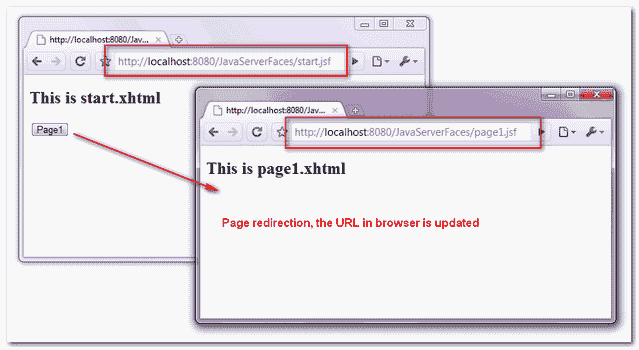 http://localhost:8080/Jav...
http://localhost:8080/JavaServerFaces/start.jsf
This is start.xhtml
Page1
http://localhost:8080/Jav...
http://localhost:8080/JavaServerFaces/page1.jsf
This is page1.xhtml
Page redirection, the URL in browser is updated